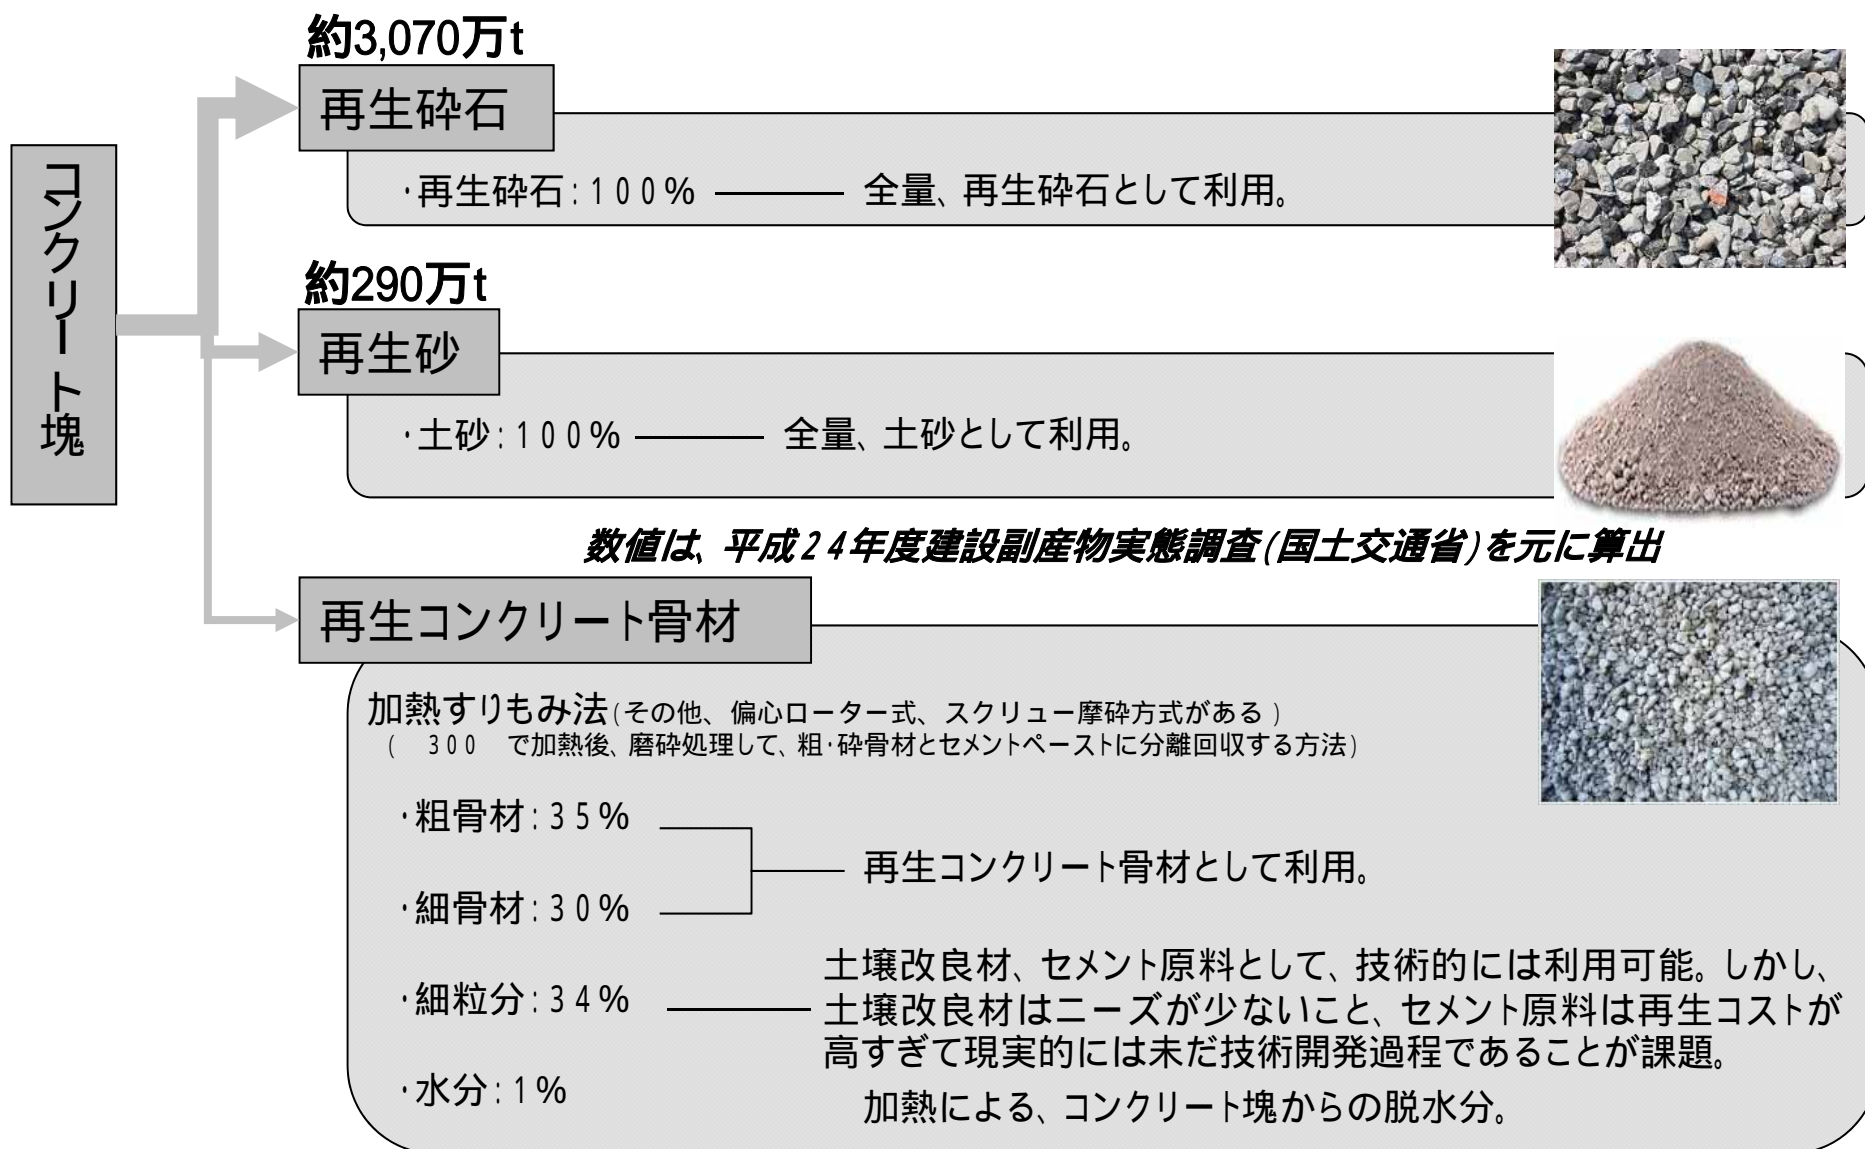 コンクリート塊
約3,070万t
再生砕石
・再生砕石:100% 全量、再生砕石として利用。
約290万t
再生砂
・土砂:100% 全量、土砂として利用。
数値は、平成24年度建設副産物実態調査(国土交通省)を元に算出
再生コンクリート骨材
加熱すりもみ法(その他、偏心ローター式、スクリュー摩砕方式がある)
( 300 で加熱後、磨砕処理して、粗・砕骨材とセメントペーストに分離回収する方法)
・粗骨材:35%
再生コンクリート骨材として利用。
・細骨材:30%
・細粒分:34%
土壌改良材、セメント原料として、技術的には利用可能。しかし、
土壌改良材はニーズが少ないこと、セメント原料は再生コストが
高すぎて現実的には未だ技術開発過程であることが課題。
・水分:1%
加熱による、コンクリート塊からの脱水分。